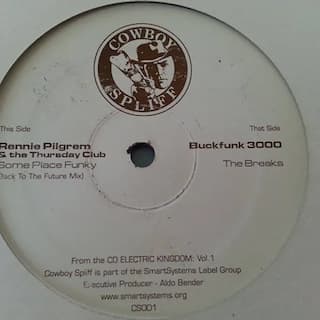 COWBOY
SPLIFF
This Side
That Side
Rennie Pilgrem
& the Thursday Club
Some Place Funky
(Back To The Future Mix)
Buckfunk 3000
The Breaks
From the CD ELECTRIC KINGDOM: Vol.1
Cowboy Spliff is part of the SmartSystems Label Group
Executive Producer - Aldo Bender
www.smartsystems.org
CS001